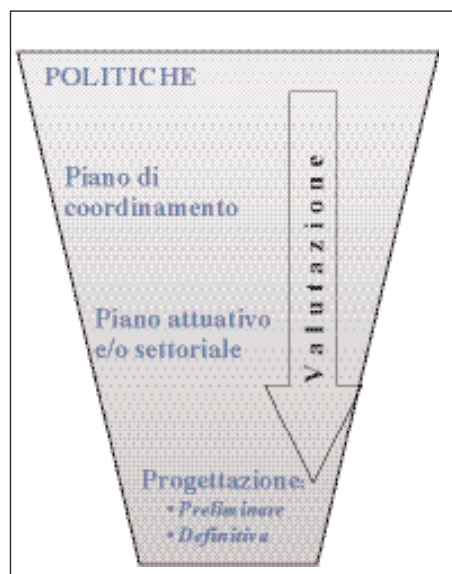 POLITICHE
Piano di
coordinamento
Piano attuativo
e/o settoriale
Valutazione
Progettazione:
• Preliminare
• Definitiva